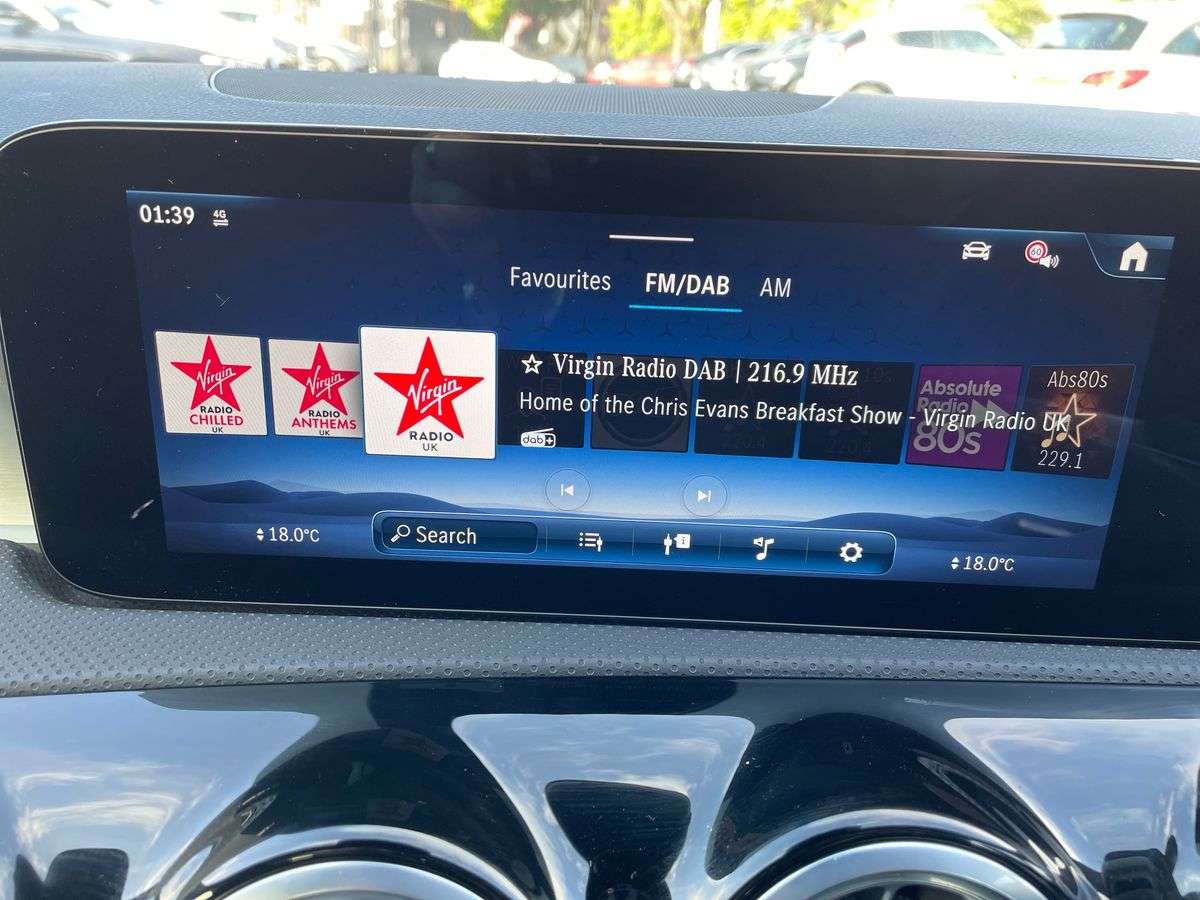 01:39
4G
60
Favourites
FM/DAB
AM
Virgin
RADIO
CHILLED
UK
Virgin
RADIO
ANTHEMS
UK
Virgin
RADIO
UK
☆ Virgin Radio DAB | 216.9 MHz
Home of the Chris Evans Breakfast Show - Virgin Radio UK
dab+
Absolute
Radio
80s
Abs80s
229.1
18.0°C
Search
18.0°C